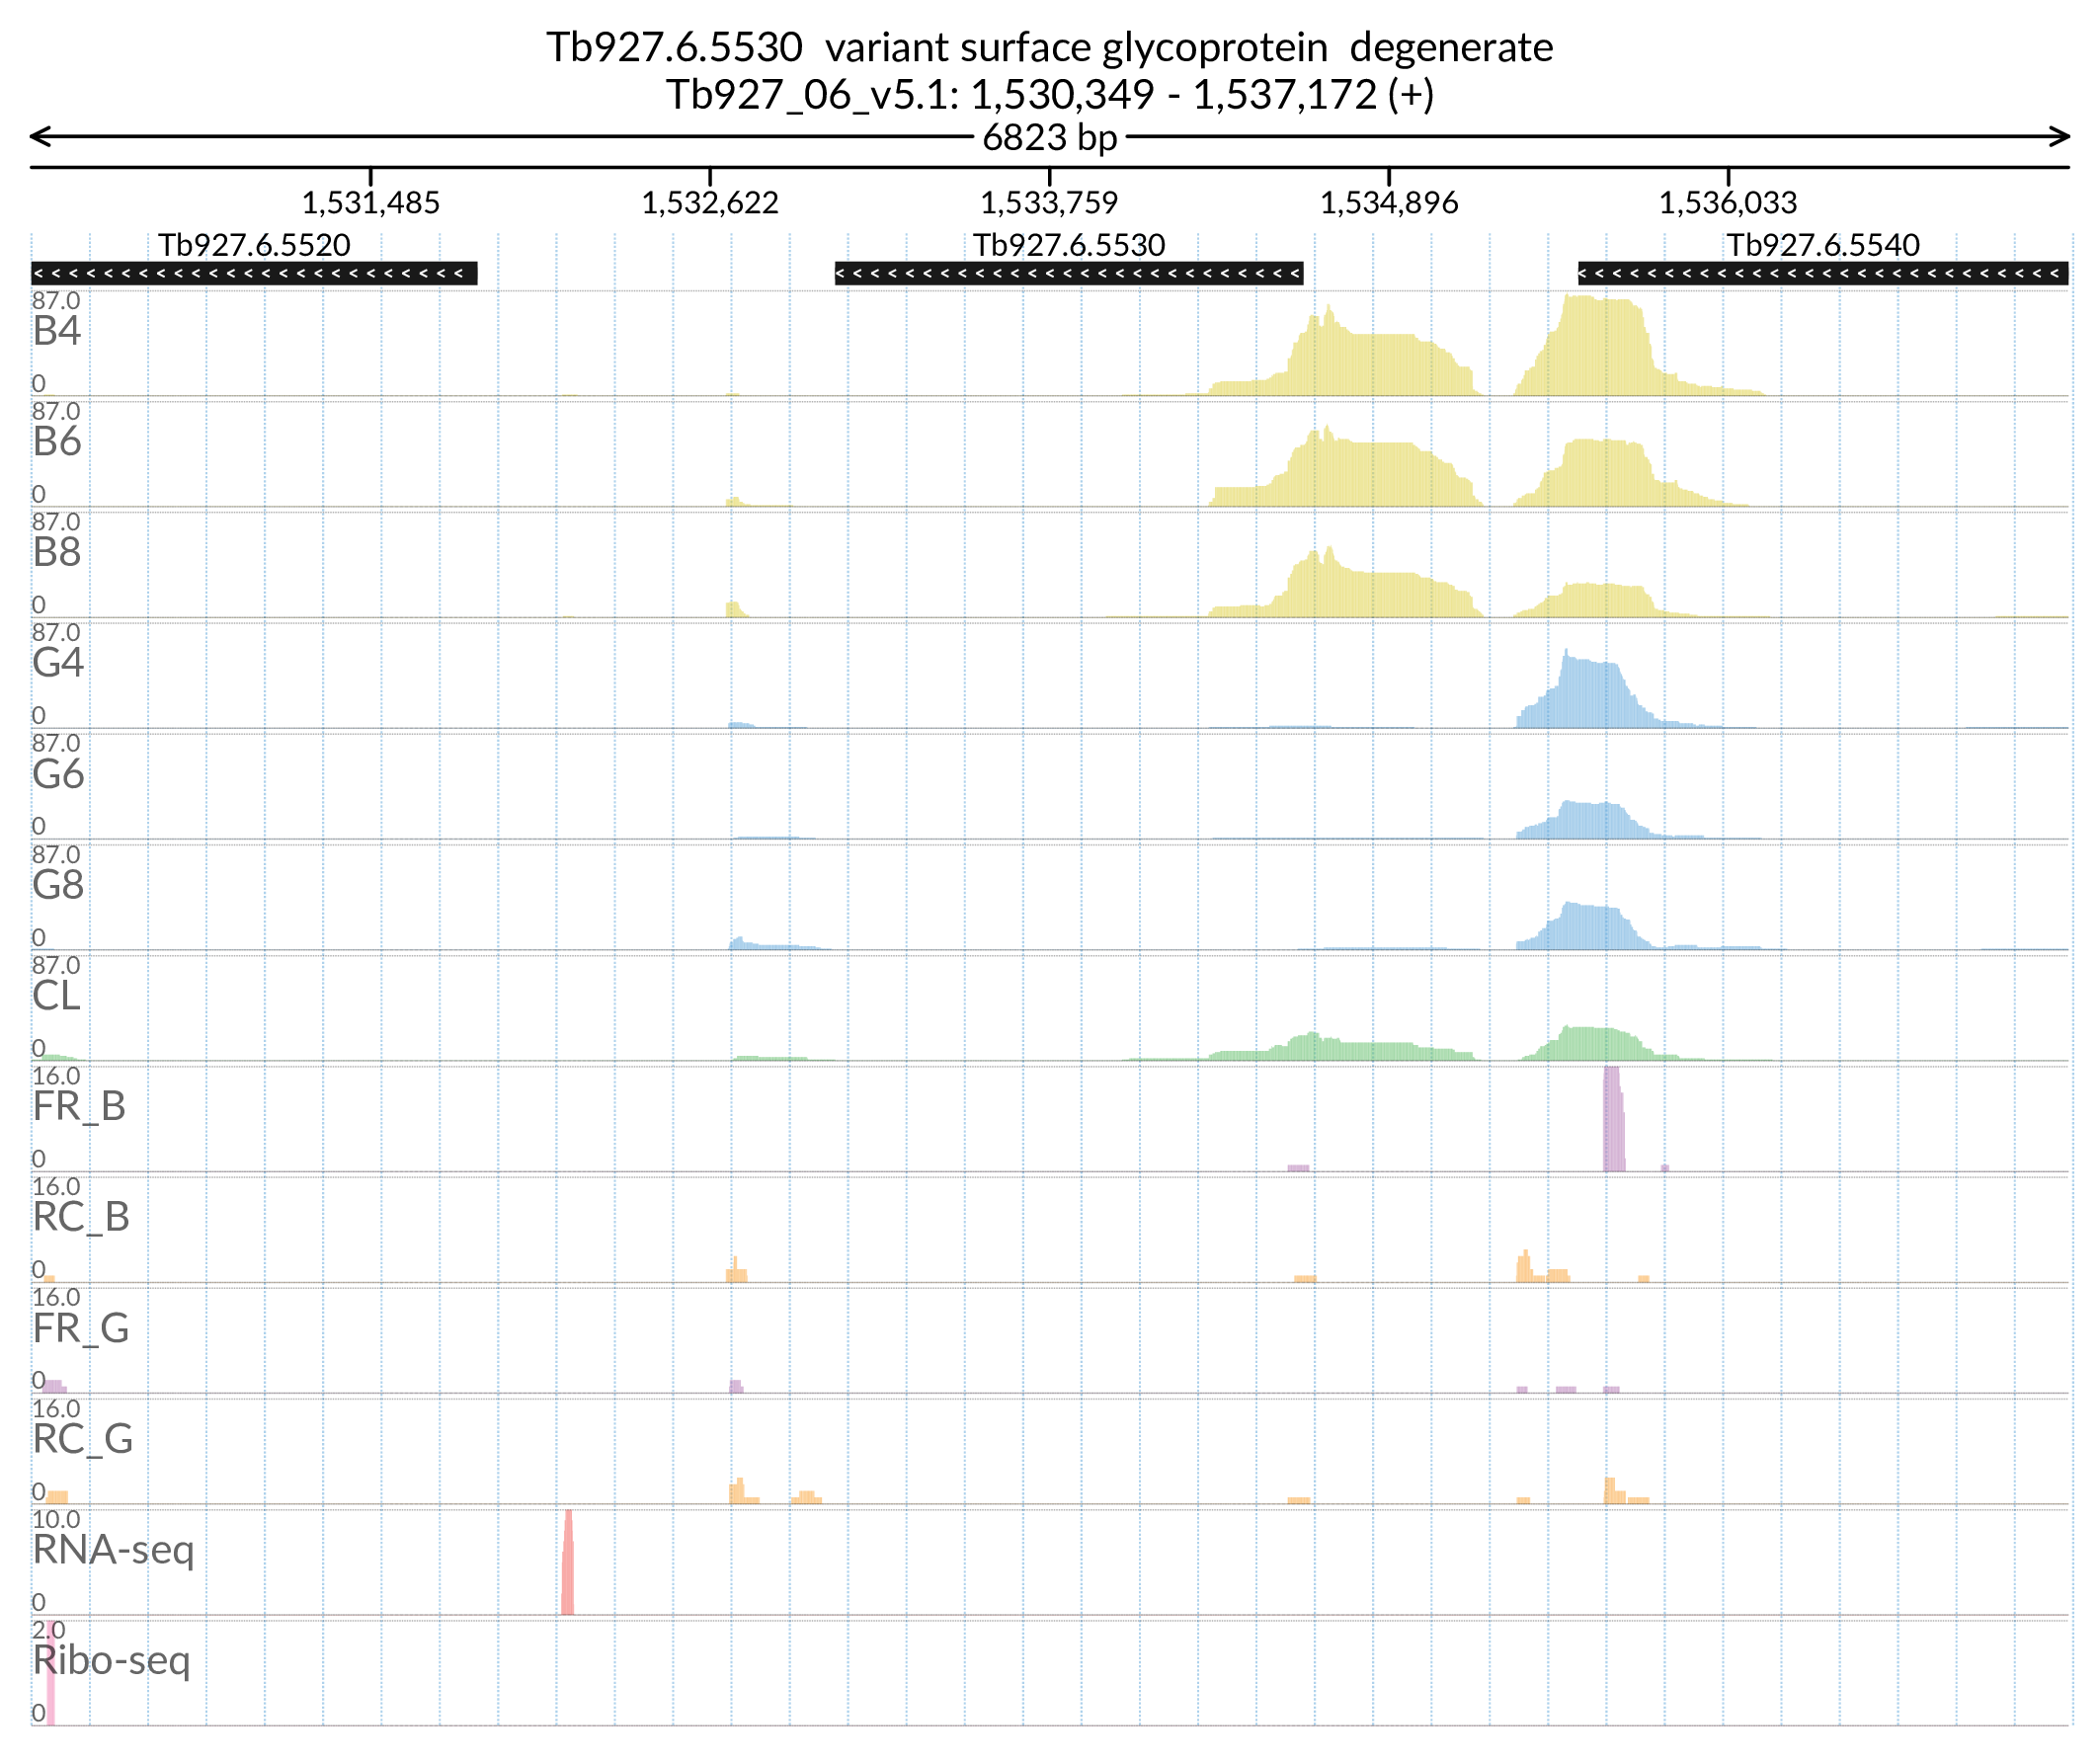 Tb927.6.5530  variant surface glycoprotein  degenerate
Tb927_06_v5.1: 1,530,349 - 1,537,172 (+)
6823 bp
1,531,485 1,532,622 1,533,759 1,534,896 1,536,033
Tb927.6.5520 Tb927.6.5530 Tb927.6.5540
87.0
B4
0
87.0
B6
0
87.0
B8
0
87.0
G4
0
87.0
G6
0
87.0
G8
0
87.0
CL
0
16.0
FR_B
0
16.0
RC_B
0
16.0
FR_G
0
16.0
RC_G
0
10.0
RNA-seq
0
2.0
Ribo-seq
0